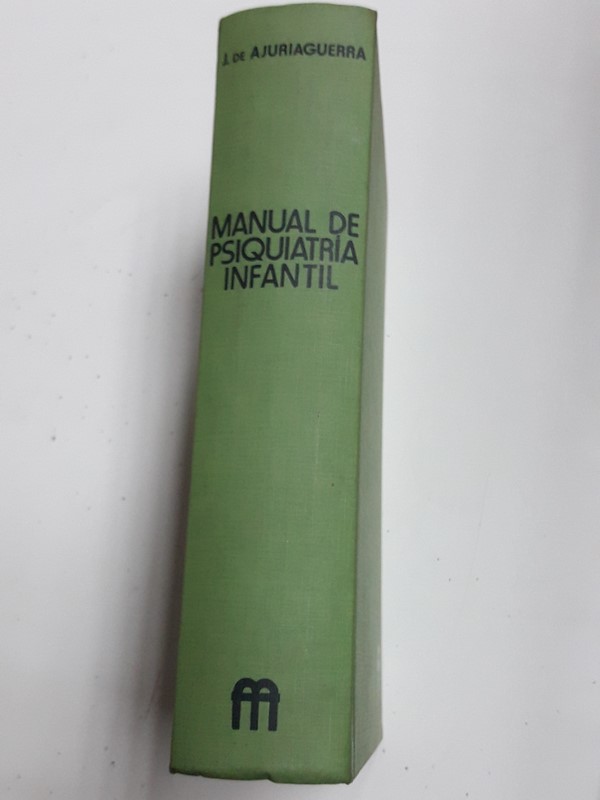 J. DE AJURIAGUERRA
MANUAL DE
PSIQUIATRÍA
INFANTIL